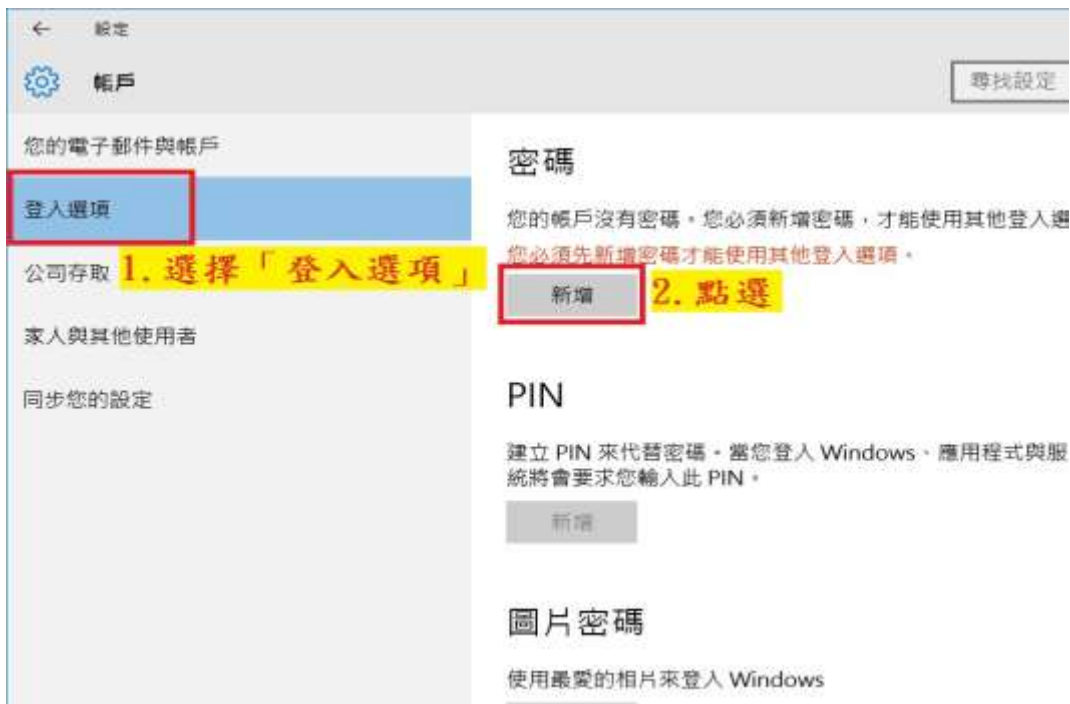 設定
帳戶
尋找設定
您的電子郵件與帳戶
登入選項
公司存取
1. 選擇「登入選項」
家人與其他使用者
同步您的設定
密碼
您的帳戶沒有密碼。您必須新增密碼，才能使用其他登入選
您必須先新增密碼才能使用其他登入選項。
新增
2. 點選
PIN
建立 PIN 來代替密碼。當您登入 Windows、應用程式與服
統將會要求您輸入此 PIN。
新增
圖片密碼
使用最愛的相片來登入 Windows